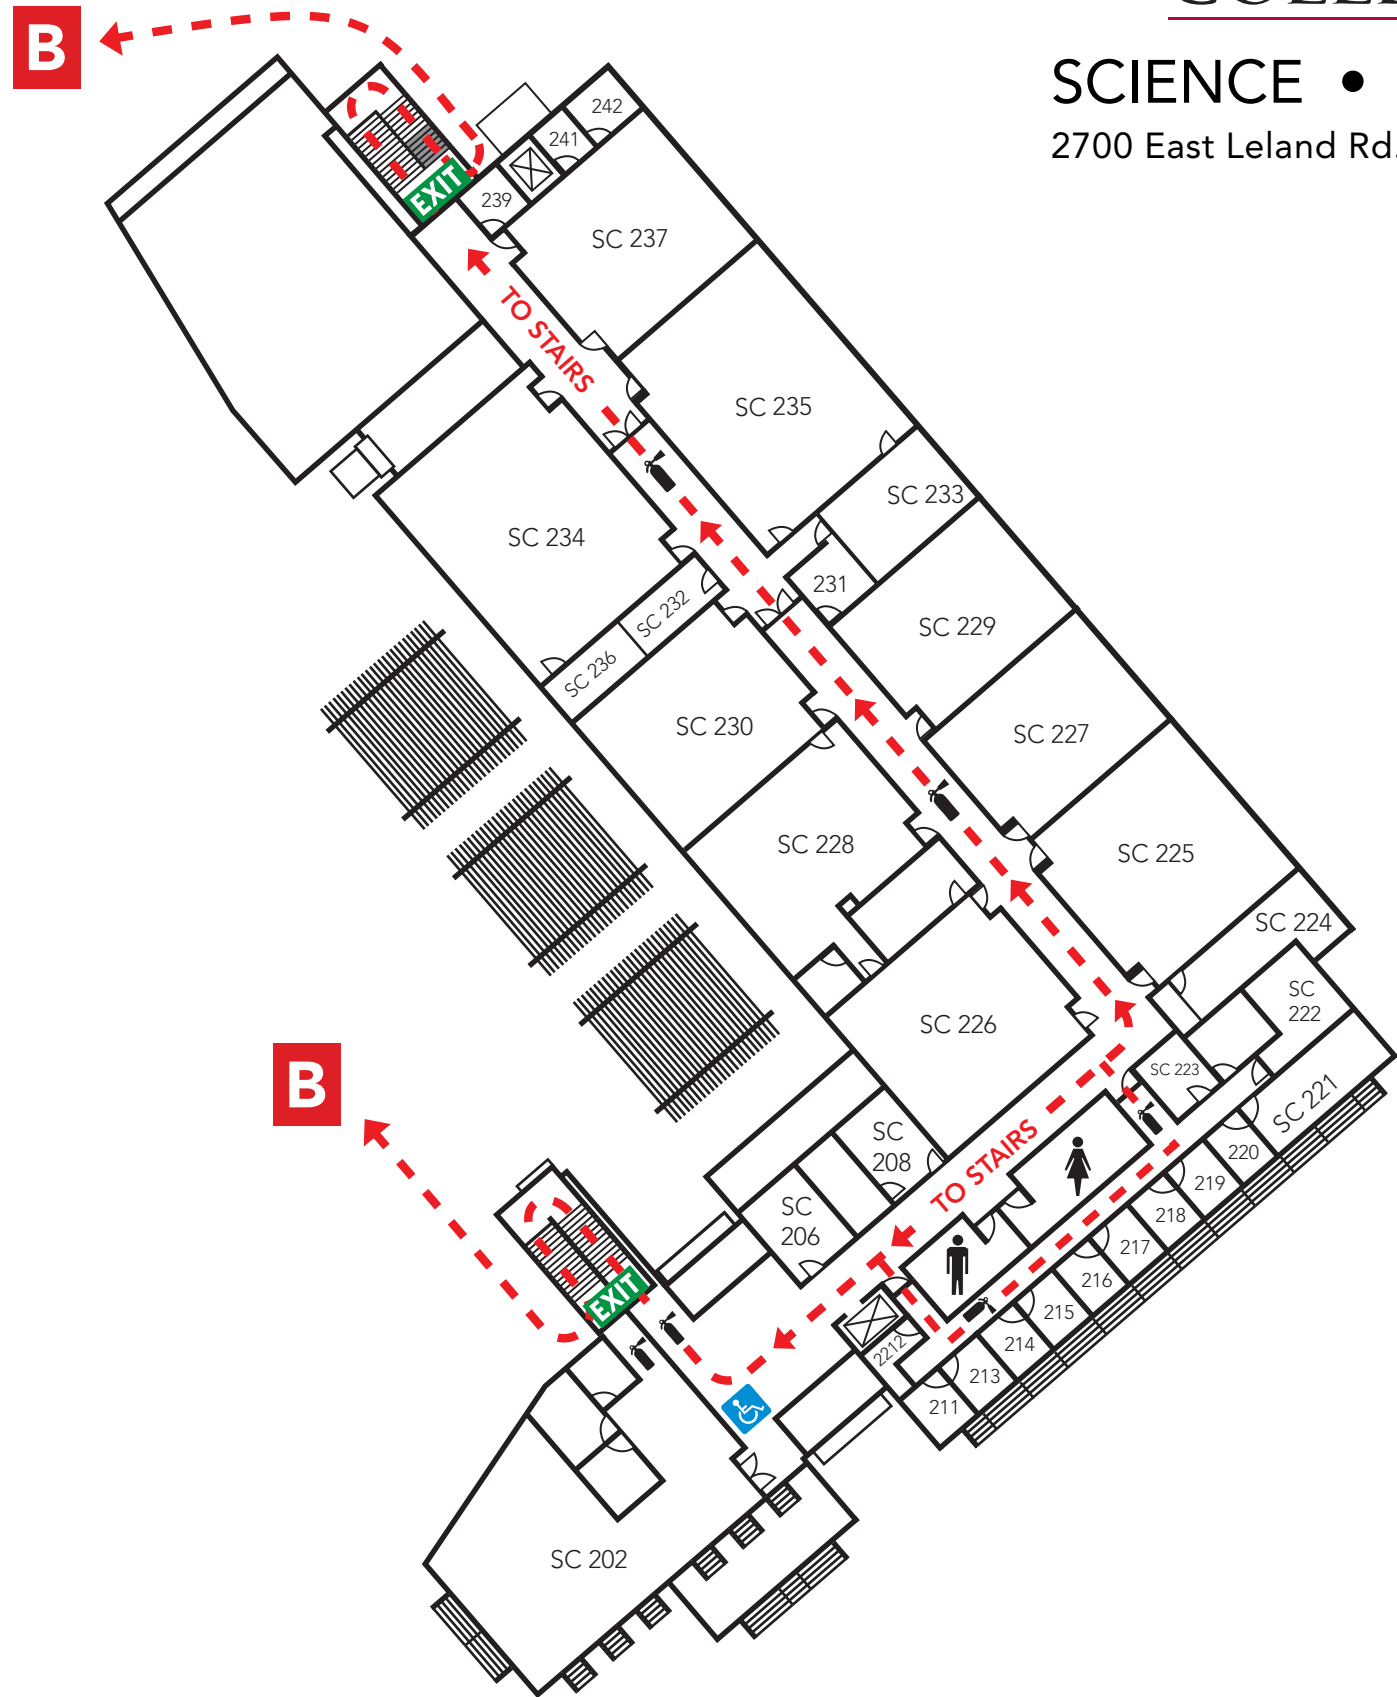 B
SCIENCE •
2700 East Leland Rd.
242
241
239
EXIT
SC 237
TO STAIRS
SC 235
SC 233
SC 234
231
SC 232
SC 236
SC 229
SC 230
SC 227
SC 228
SC 225
SC 224
SC
222
SC 226
SC 223
SC 221
B
SC
208
220
TO STAIRS
219
SC
206
218
217
216
215
EXIT
214
2212
213
211
SC 202